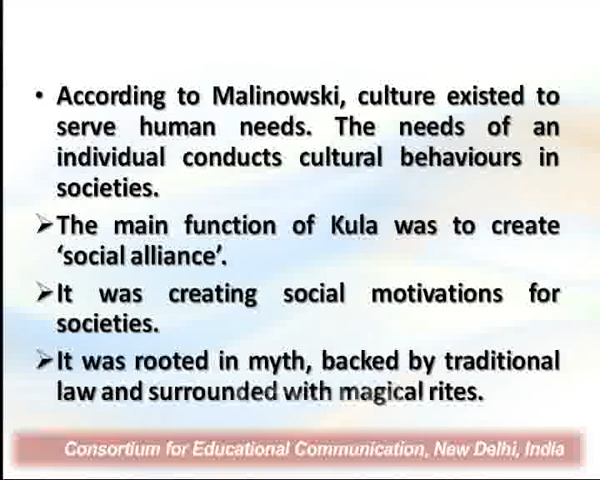 • According to Malinowski, culture existed to
serve human needs. The needs of an
individual conducts cultural behaviours in
societies.
➢The main function of Kula was to create
‘social alliance’.
➢It was creating social motivations for
societies.
➢It was rooted in myth, backed by traditional
law and surrounded with magical rites.
Consortium for Educational Communication, New Delhi, India